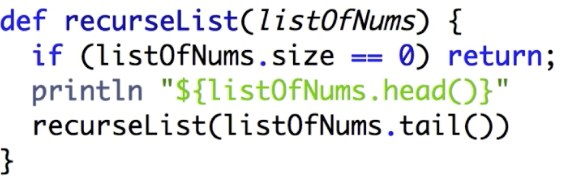 def recurseList(listOfNums) {
if (listOfNums.size == 0) return;
println "${listOfNums.head()}"
recurseList(listOfNums.tail())
}